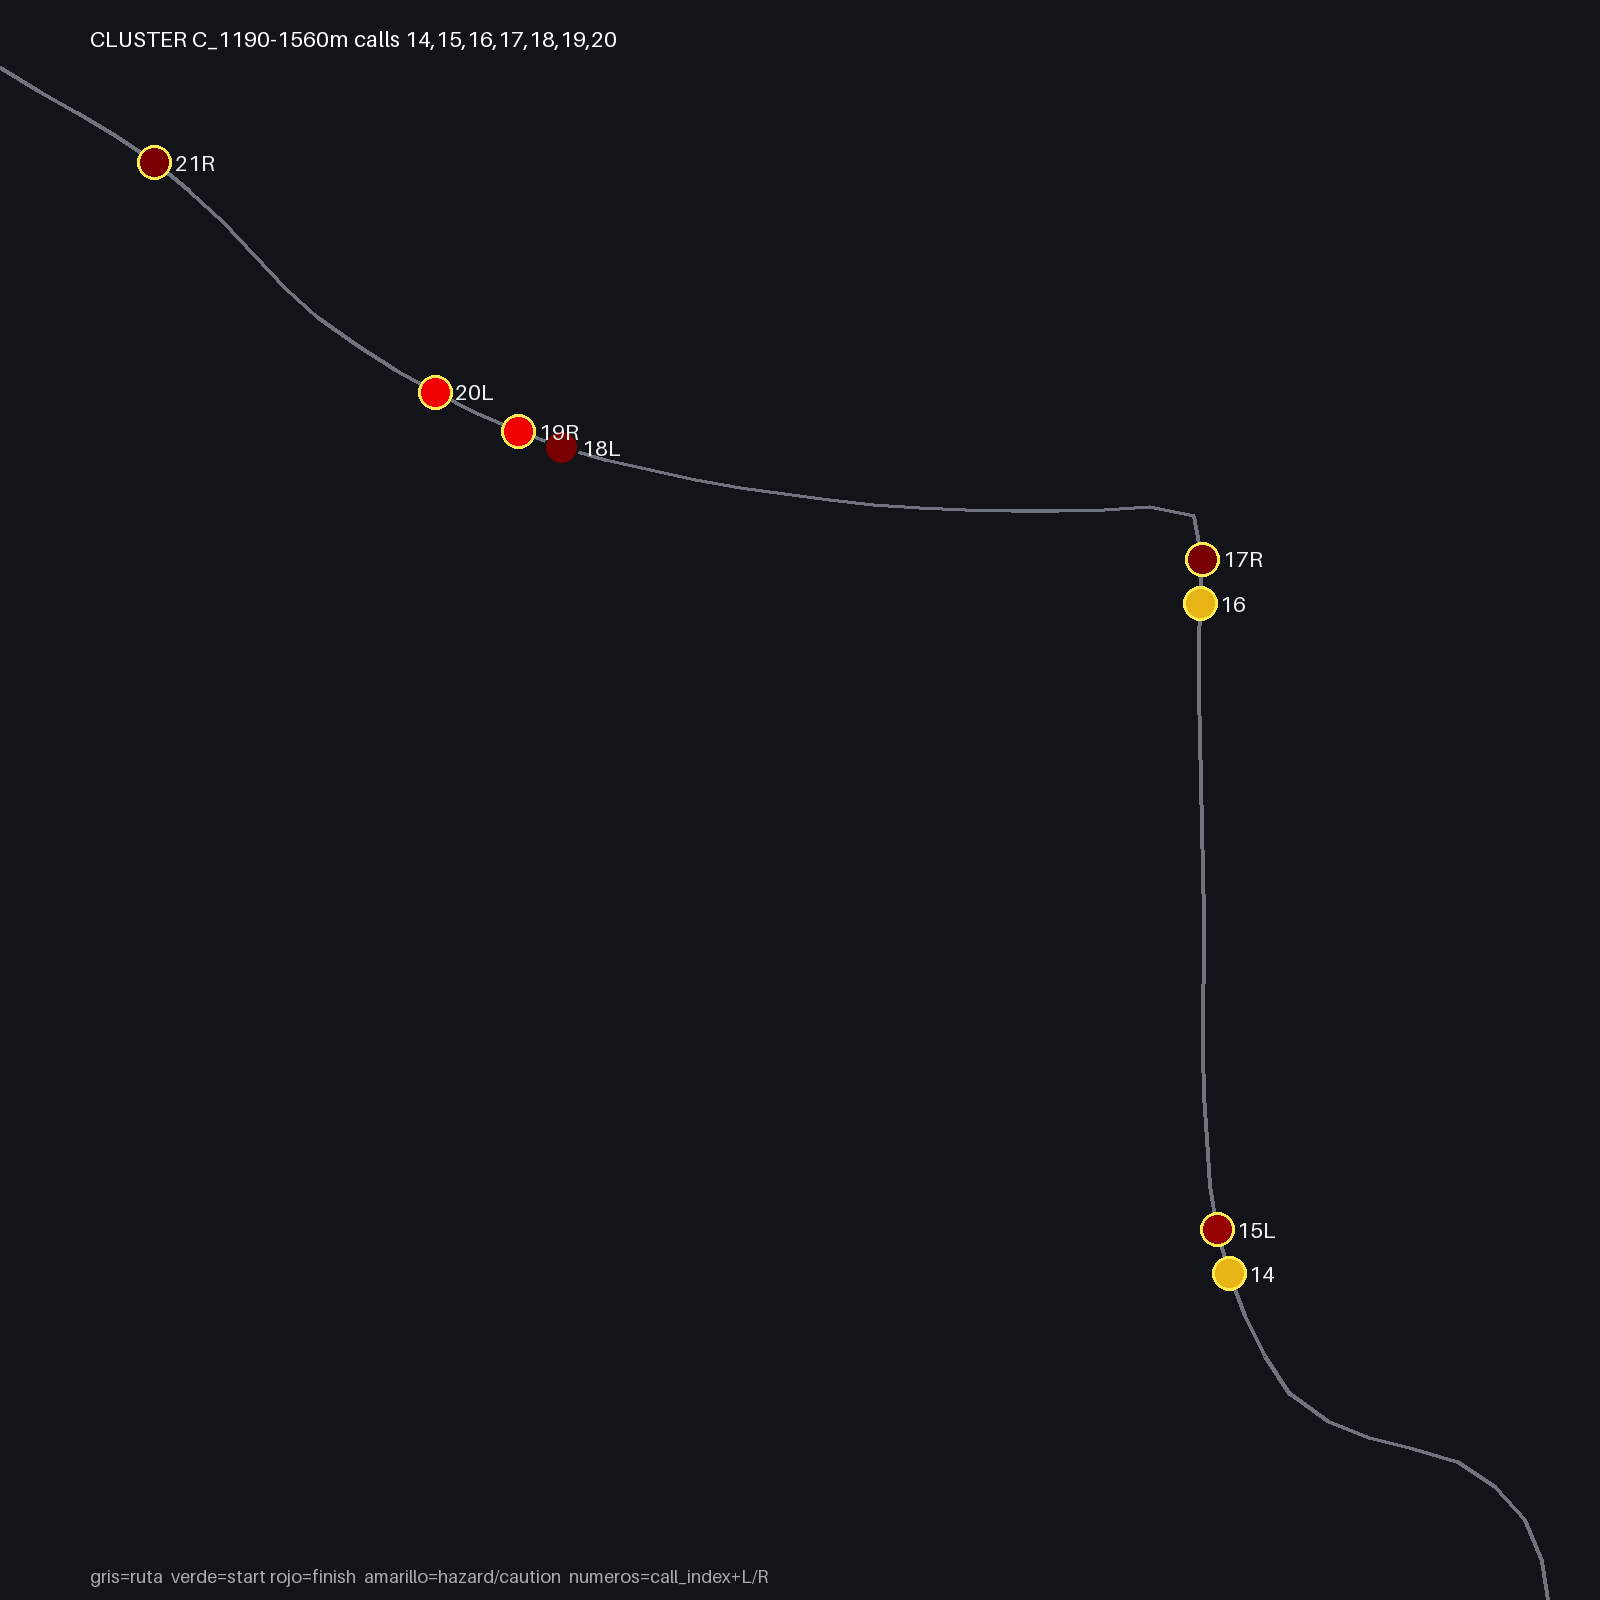 CLUSTER C_1190-1560m calls 14,15,16,17,18,19,20
21R
20L
19R
18L
17R
16
15L
14
gris=ruta verde=start rojo=finish amarillo=hazard/caution numeros=call_index+L/R